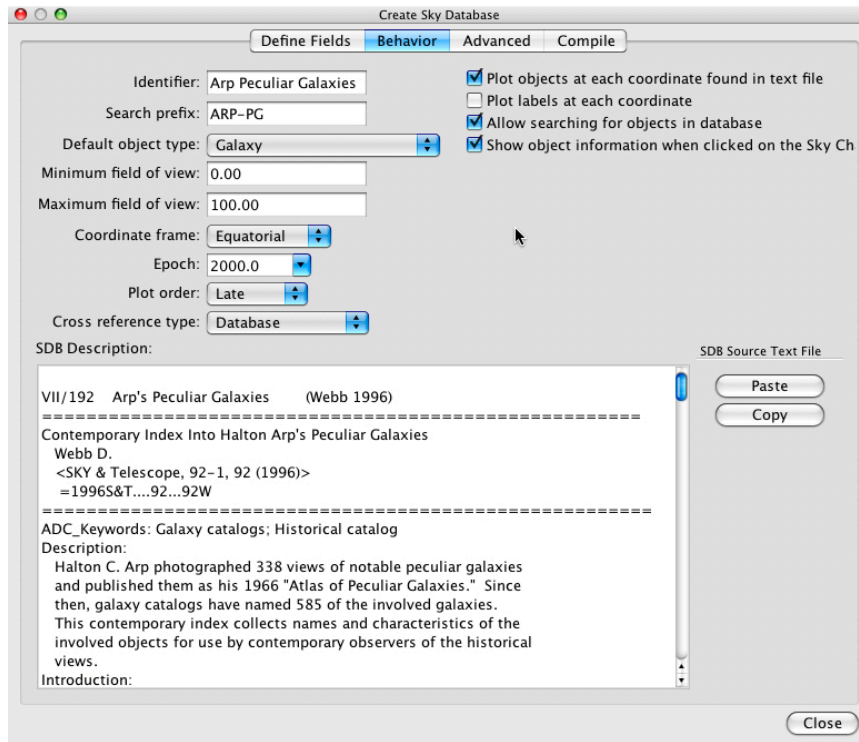 Create Sky Database
Define Fields Behavior Advanced Compile
Identifier: Arp Peculiar Galaxies
Search prefix: ARP-PG
Default object type: Galaxy
Minimum field of view: 0.00
Maximum field of view: 100.00
Coordinate frame: Equatorial
Epoch: 2000.0
Plot order: Late
Cross reference type: Database
Plot objects at each coordinate found in text file
Plot labels at each coordinate
Allow searching for objects in database
Show object information when clicked on the Sky Ch
SDB Description:
VII/192 Arp's Peculiar Galaxies (Webb 1996)
======================================================
Contemporary Index Into Halton Arp's Peculiar Galaxies
Webb D.
<SKY & Telescope, 92-1, 92 (1996)>
=1996S&T....92...92W
=======================================================
ADC_Keywords: Galaxy catalogs; Historical catalog
Description:
Halton C. Arp photographed 338 views of notable peculiar galaxies
and published them as his 1966 "Atlas of Peculiar Galaxies." Since
then, galaxy catalogs have named 585 of the involved galaxies.
This contemporary index collects names and characteristics of the
involved objects for use by contemporary observers of the historical
views.
Introduction:
SDB Source Text File
Paste
Copy
Close